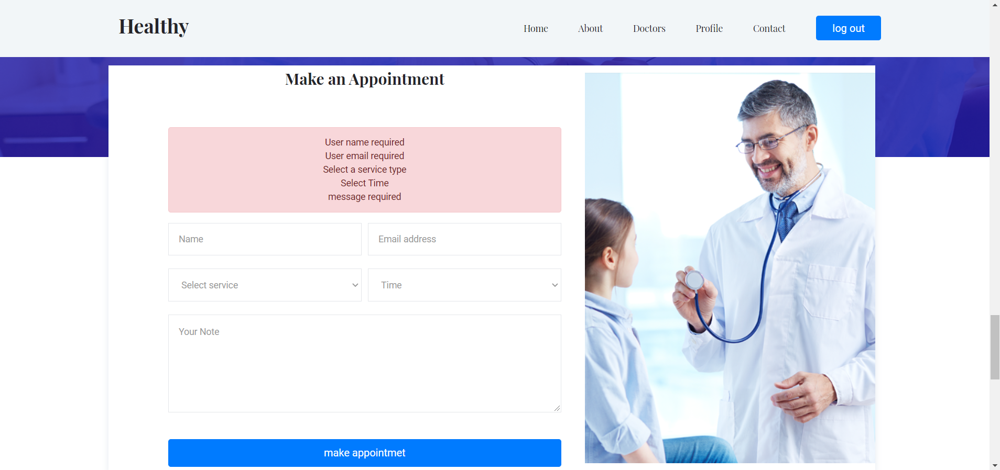 Healthy
Home About Doctors Profile Contact log out
Make an Appointment
User name required
User email required
Select a service type
Select Time
message required
Name Email address
Select service Time
Your Note
make appointmet